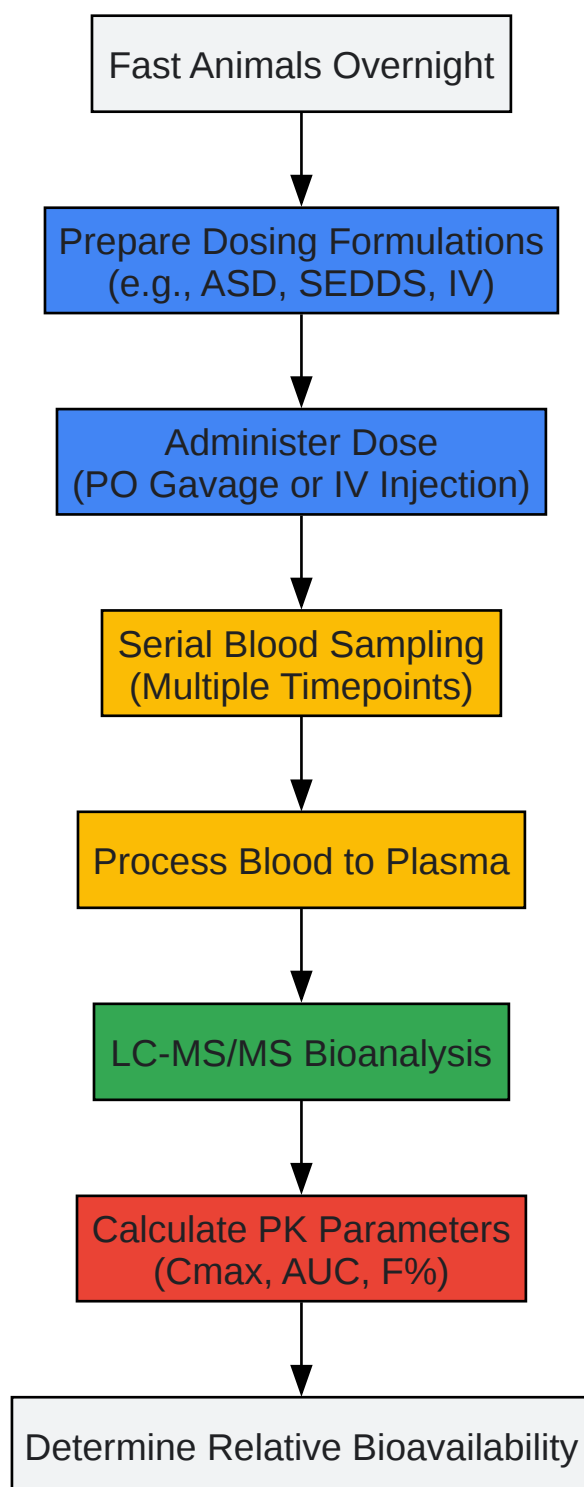 Fast Animals Overnight
Prepare Dosing Formulations
(e.g., ASD, SEDDS, IV)
Administer Dose
(PO Gavage or IV Injection)
Serial Blood Sampling
(Multiple Timepoints)
Process Blood to Plasma
LC-MS/MS Bioanalysis
Calculate PK Parameters
(Cmax, AUC, F%)
Determine Relative Bioavailability